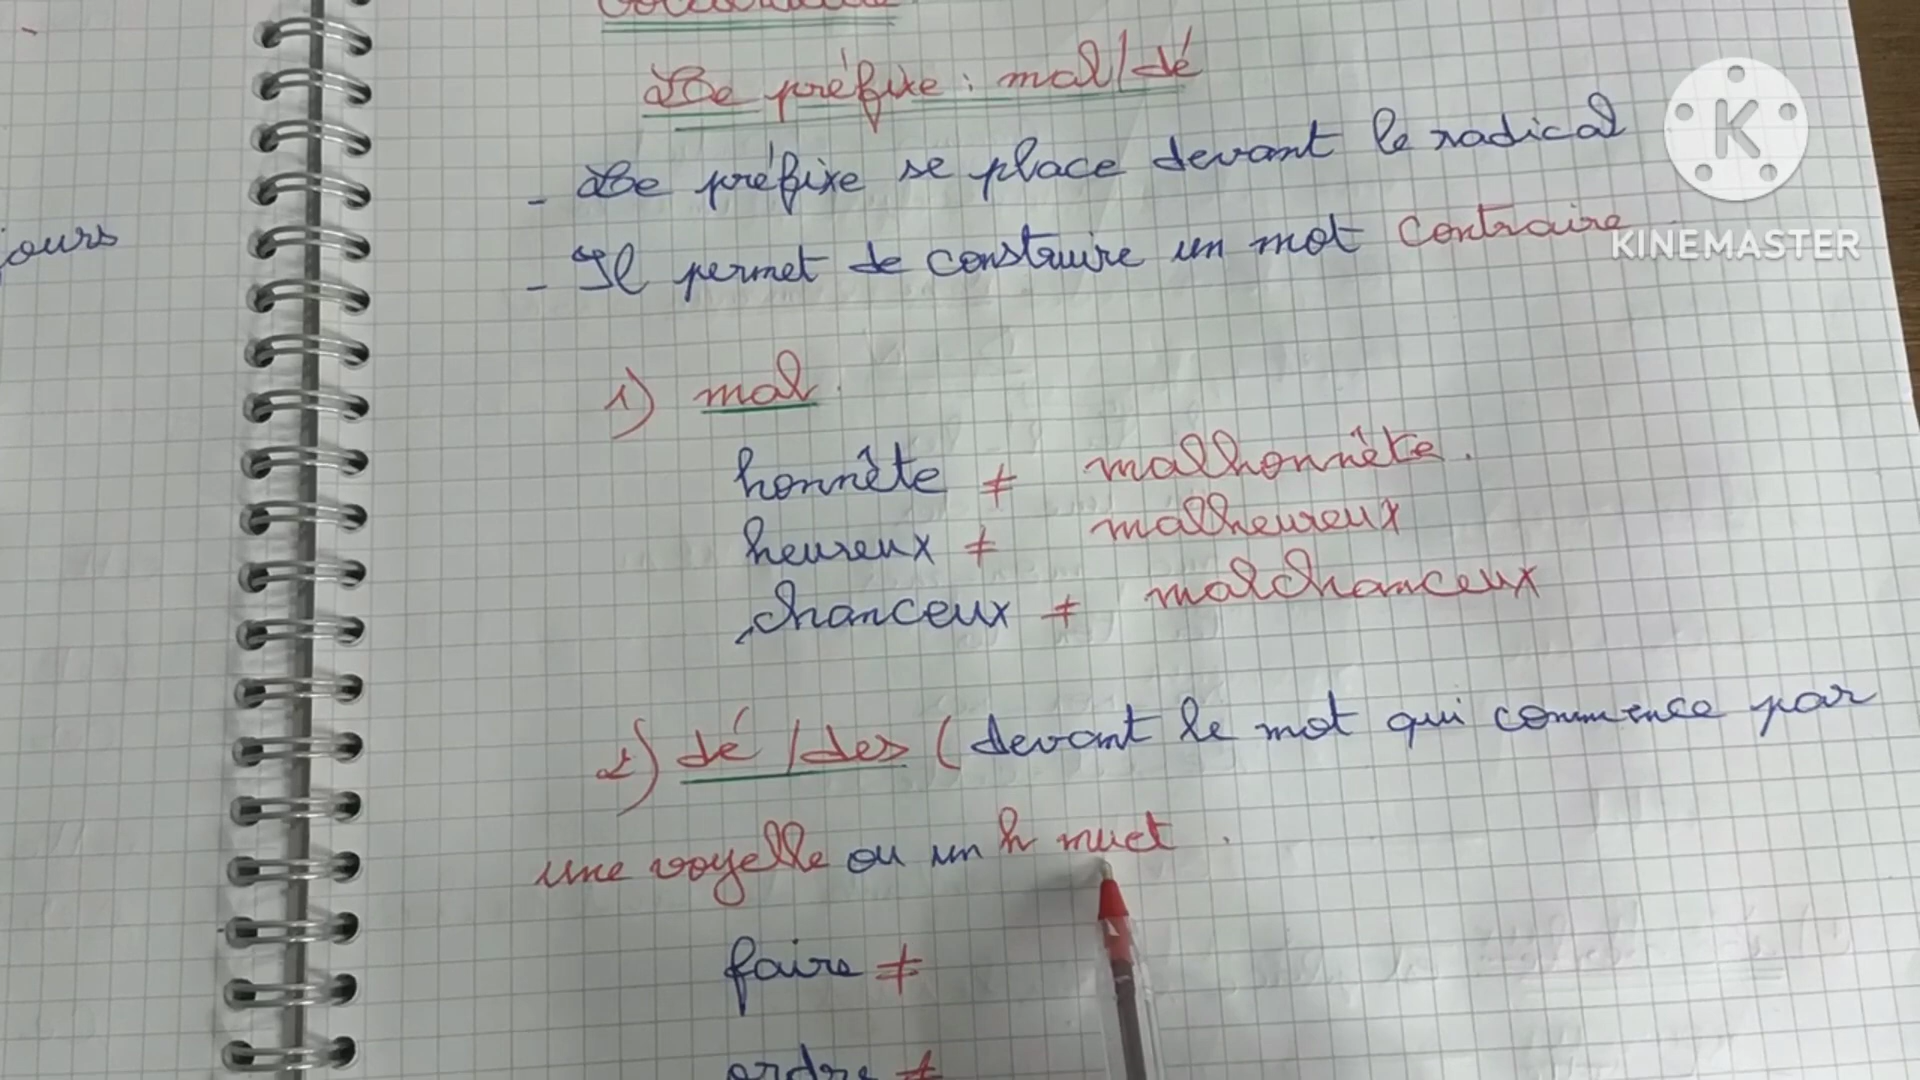 Le préfixe : mal/dé
- Le préfixe se place devant le radical
- Il permet de construire un mot contraire
KINEMASTER
jours
1) mal.
honnête ≠ malhonnête.
heureux ≠ malheureux
chanceux ≠ malchanceux
2) dé/des (devant le mot qui commence par
une voyelle ou un h muet.
faire ≠
ordre ≠